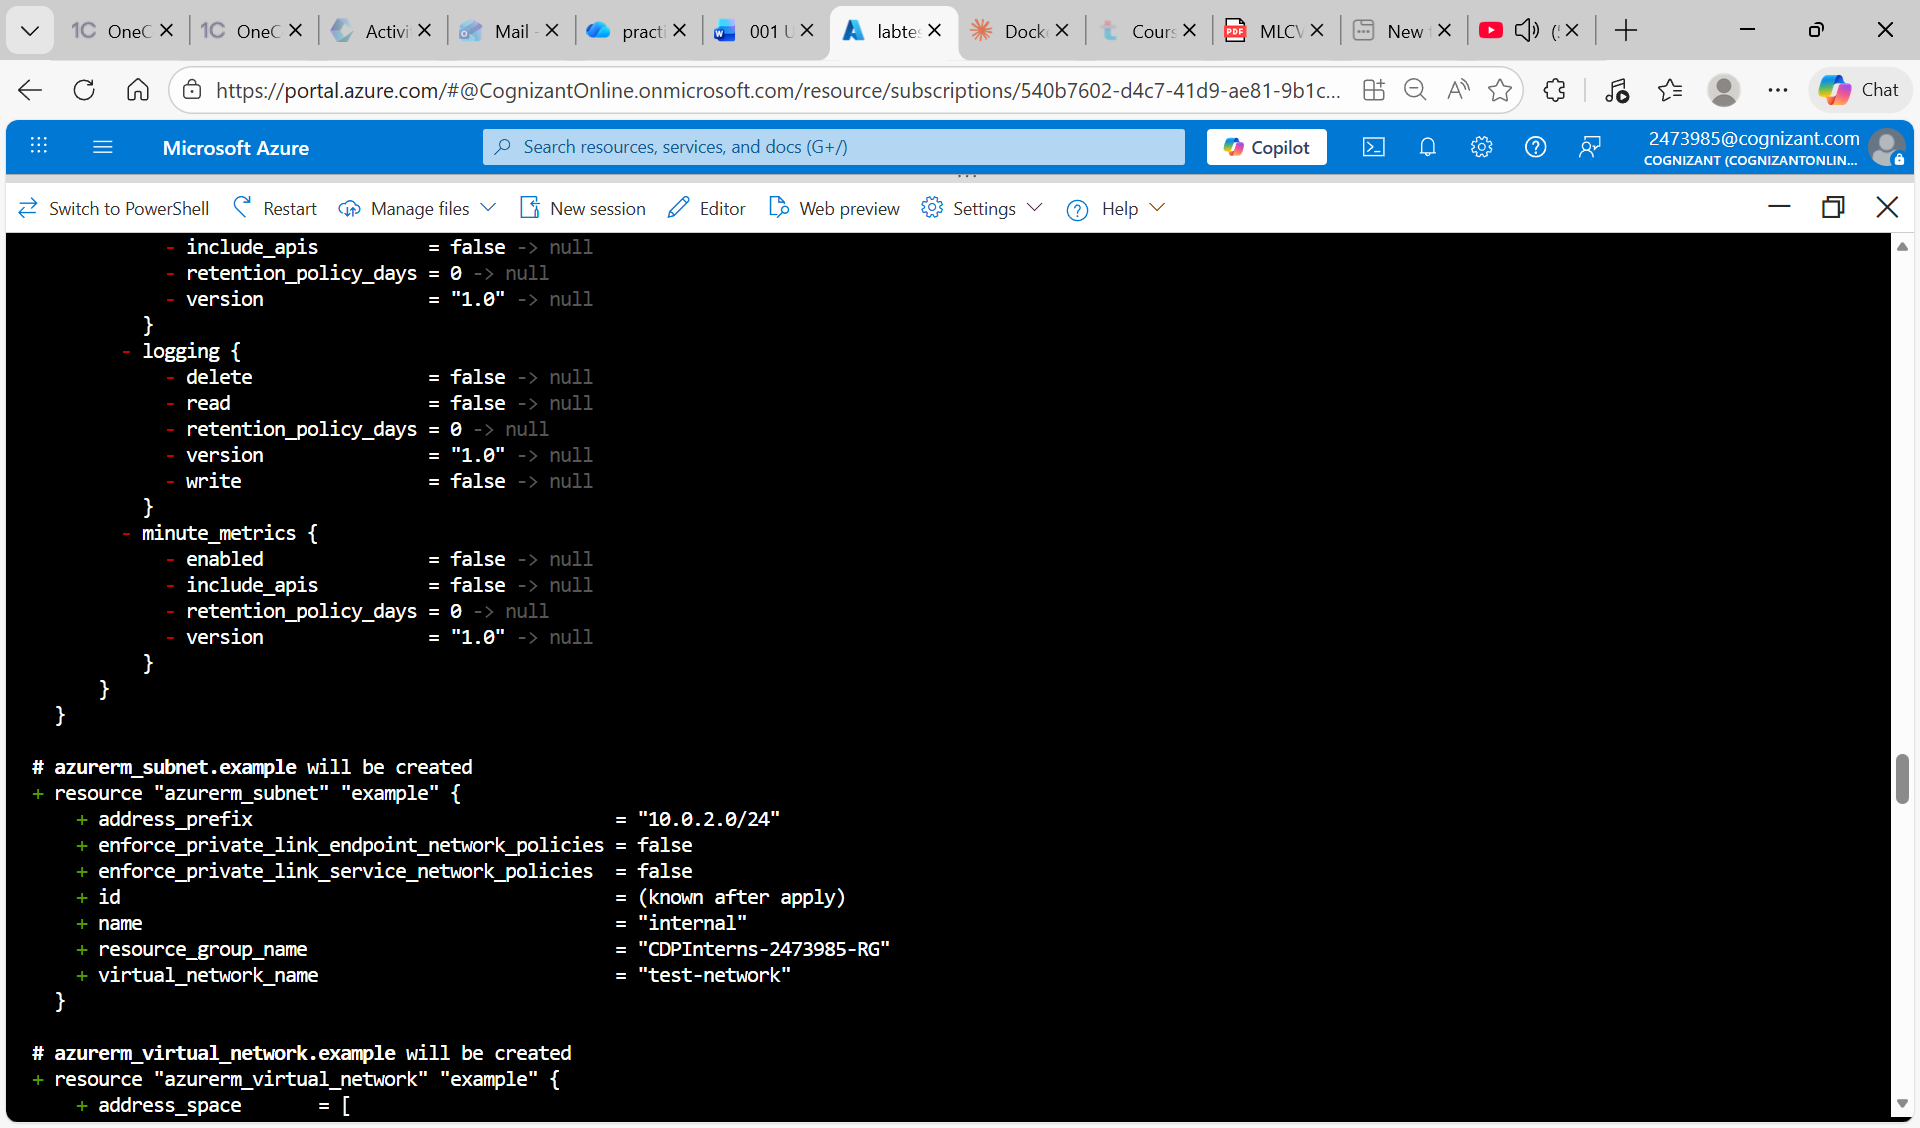 OneC
OneC
Activi
Mail -
practi
001 U
labtes
Docke
Cours
PDF
MLCV
New t
(!
https://portal.azure.com/#@CognizantOnline.onmicrosoft.com/resource/subscriptions/540b7602-d4c7-41d9-ae81-9b1c...
Chat
Microsoft Azure
Search resources, services, and docs (G+/)
Copilot
2473985@cognizant.com
COGNIZANT (COGNIZANTONLIN...
Switch to PowerShell
Restart
Manage files
New session
Editor
Web preview
Settings
Help
- include_apis = false -> null
- retention_policy_days = 0 -> null
- version = "1.0" -> null
}
- logging {
- delete = false -> null
- read = false -> null
- retention_policy_days = 0 -> null
- version = "1.0" -> null
- write = false -> null
}
- minute_metrics {
- enabled = false -> null
- include_apis = false -> null
- retention_policy_days = 0 -> null
- version = "1.0" -> null
}
}
}
# azurerm_subnet.example will be created
+ resource "azurerm_subnet" "example" {
+ address_prefix = "10.0.2.0/24"
+ enforce_private_link_endpoint_network_policies = false
+ enforce_private_link_service_network_policies = false
+ id = (known after apply)
+ name = "internal"
+ resource_group_name = "CDPInterns-2473985-RG"
+ virtual_network_name = "test-network"
}
# azurerm_virtual_network.example will be created
+ resource "azurerm_virtual_network" "example" {
+ address_space = [